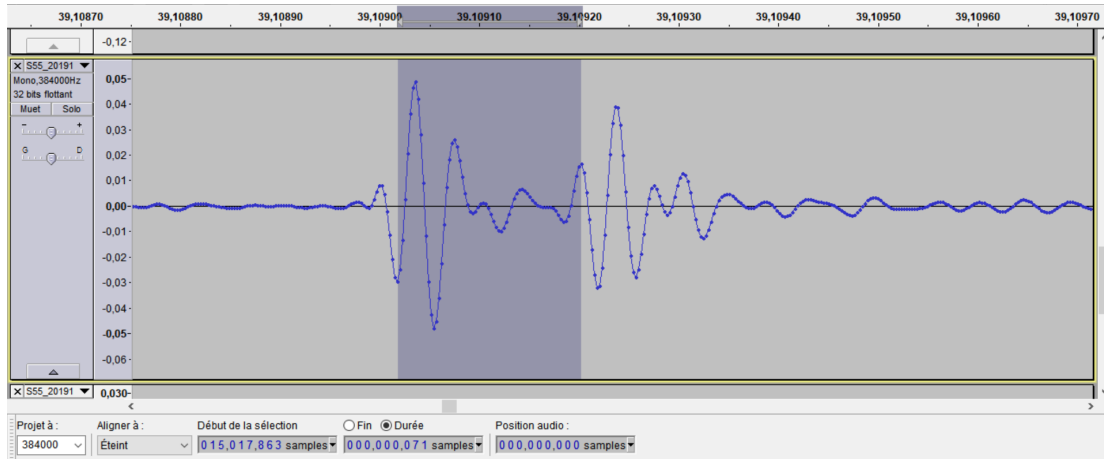 39,10870 39,10880 39,10890 39,10900 39,10910 39,10920 39,10930 39,10940 39,10950 39,10960 39,10970
-0,12
S55_20191
Mono,384000Hz
32 bits flottant
Muet Solo
- +
G D
0,05
0,04
0,03
0,02
0,01
0,00
-0,01
-0,02
-0,03
-0,04
-0,05
-0,06
S55_20191 0,030
Projet à : Aligner à : Début de la sélection Fin Durée Position audio :
384000 Éteint 015,017,863 samples 000,000,071 samples 000,000,000 samples